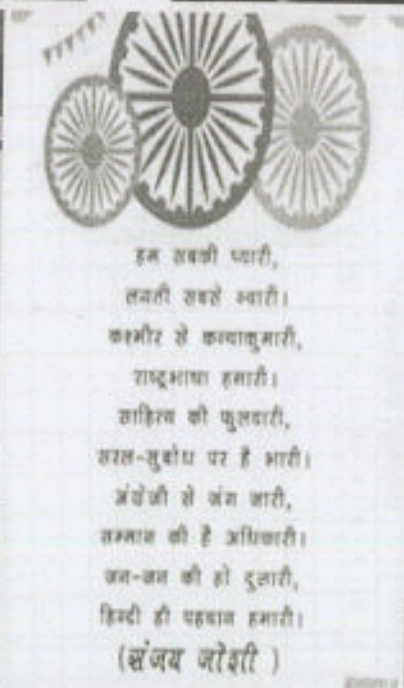 हम सबकी प्यारी,
लगती सबसे न्यारी।
कश्मीर से कन्याकुमारी,
राष्ट्रभाषा हमारी।
साहित्य की फुलवारी,
सरल-सुबोध पर है भारी।
अंग्रेजी से जंग जारी,
सम्मान की है अधिकारी।
जन-जन की हो दुलारी,
हिन्दी ही पहचान हमारी।
(संजय जोशी )